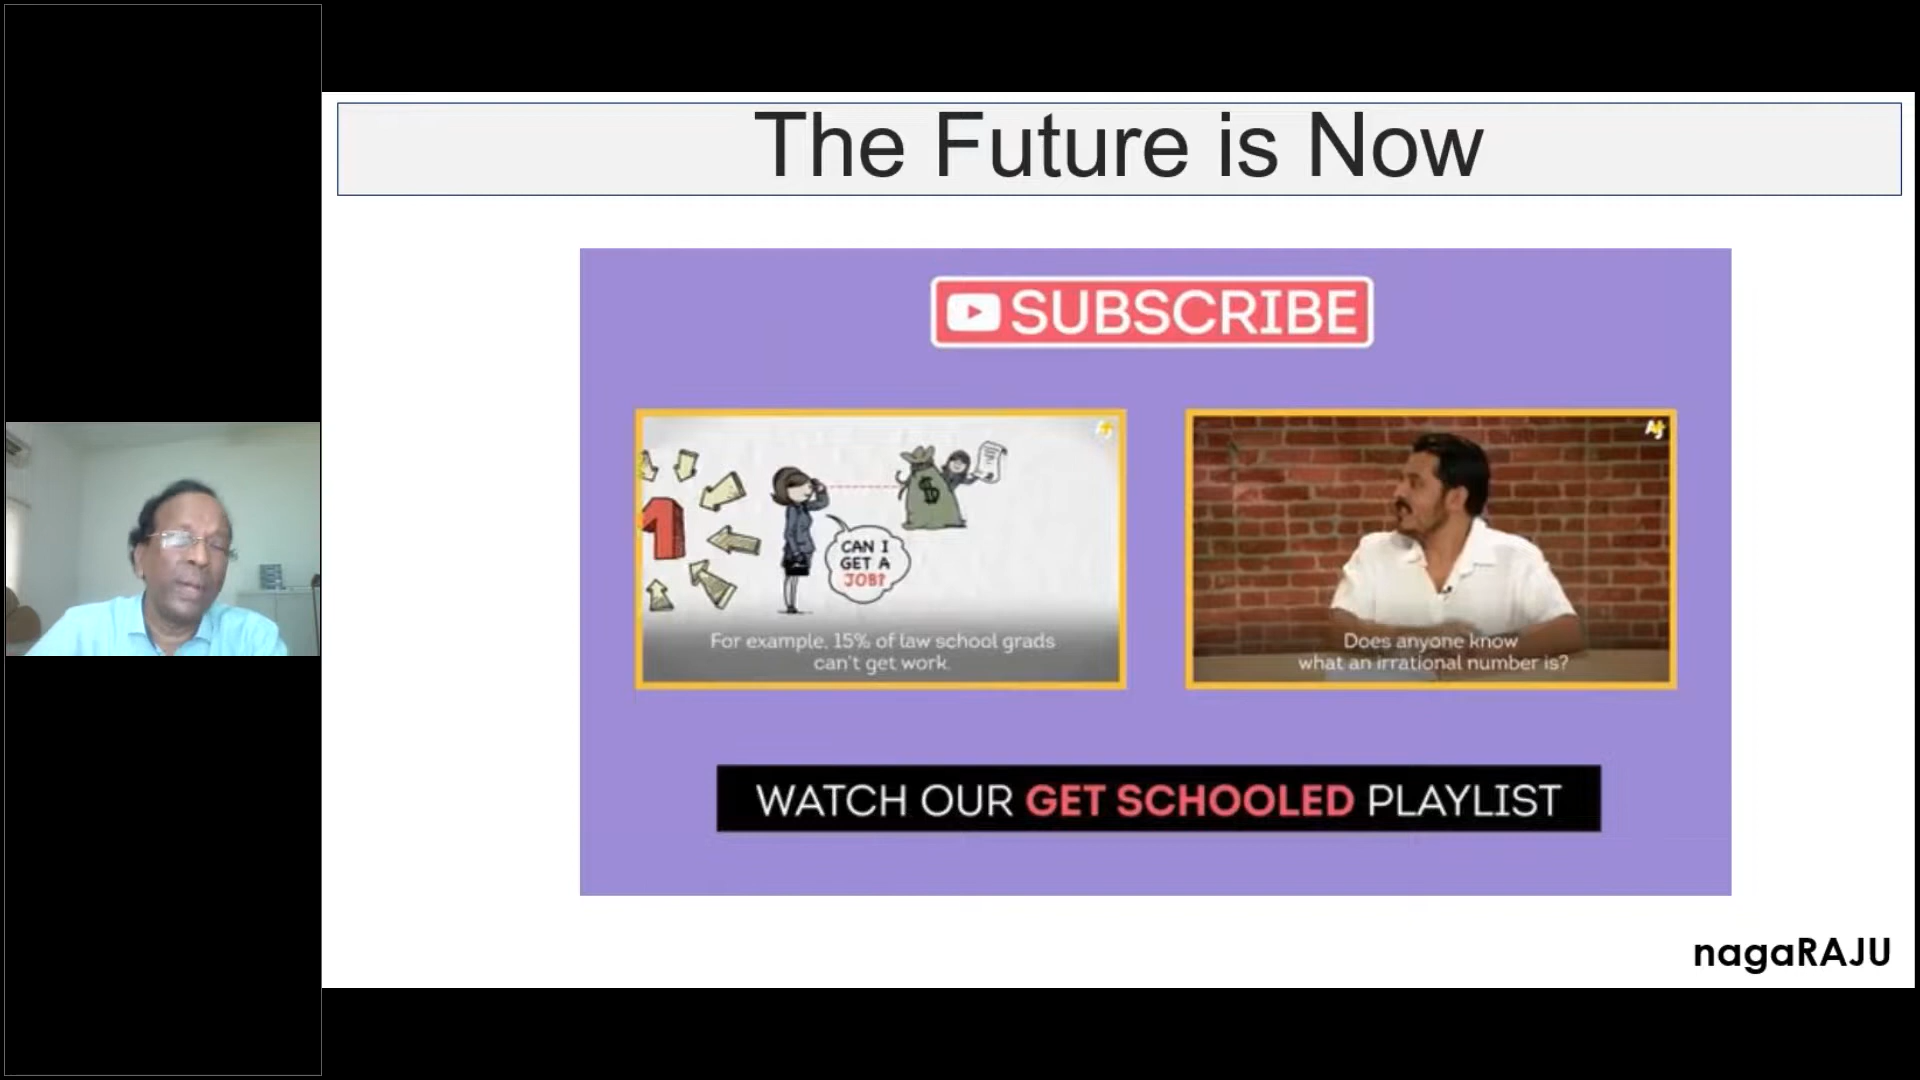 The Future is Now
SUBSCRIBE
CAN I
GET A
JOB?
For example, 15% of law school grads
can't get work.
Does anyone know
what an irrational number is?
WATCH OUR GET SCHOOLED PLAYLIST
nagaRAJU